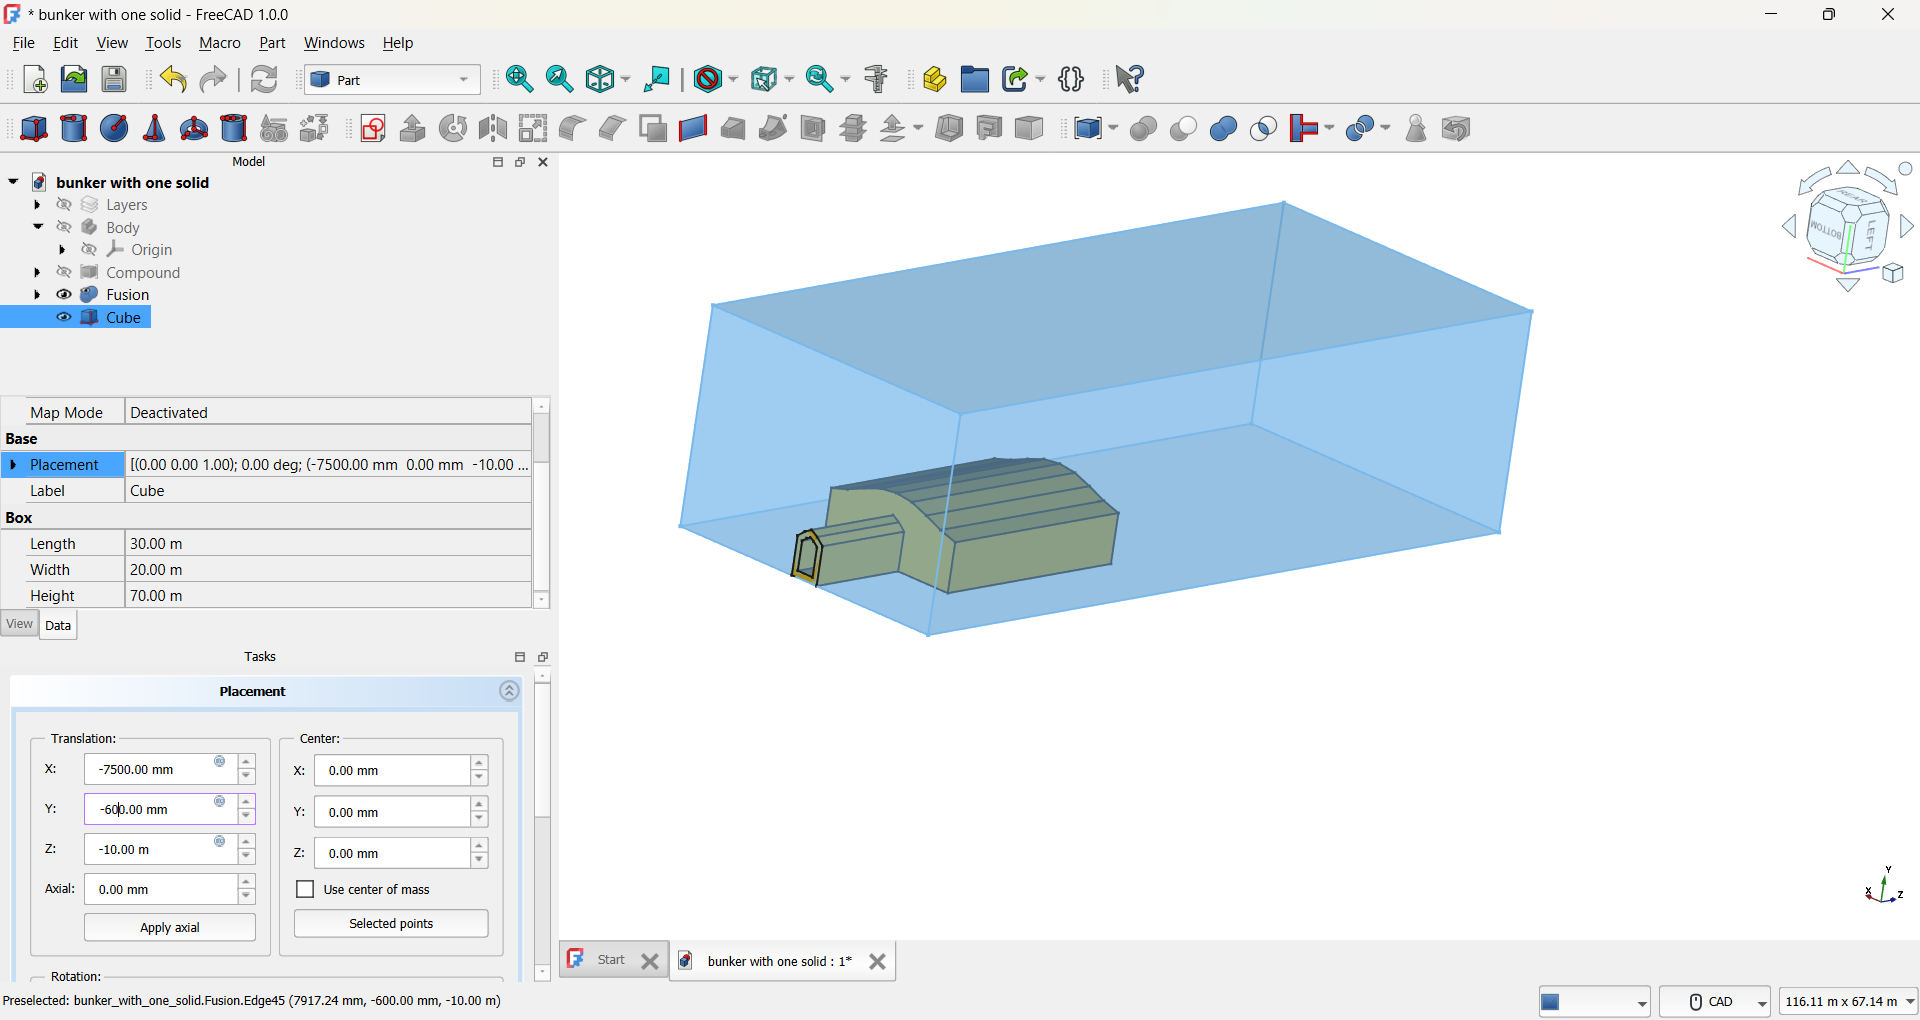 * bunker with one solid - FreeCAD 1.0.0
File Edit View Tools Macro Part Windows Help
Part
Model
bunker with one solid
Layers
Body
Origin
Compound
Fusion
Cube
Map Mode Deactivated
Base
Placement [(0.00 0.00 1.00); 0.00 deg; (-7500.00 mm 0.00 mm -10.00 ...
Label Cube
Box
Length 30.00 m
Width 20.00 m
Height 70.00 m
View Data
Tasks
Placement
Translation: Center:
X: -7500.00 mm X: 0.00 mm
Y: -600.00 mm Y: 0.00 mm
Z: -10.00 m Z: 0.00 mm
Axial: 0.00 mm Use center of mass
Apply axial Selected points
Rotation:
REAR
BOTTOM LEFT
Y
X Z
Start bunker with one solid : 1*
Preselected: bunker_with_one_solid.Fusion.Edge45 (7917.24 mm, -600.00 mm, -10.00 m)
CAD 116.11 m x 67.14 m